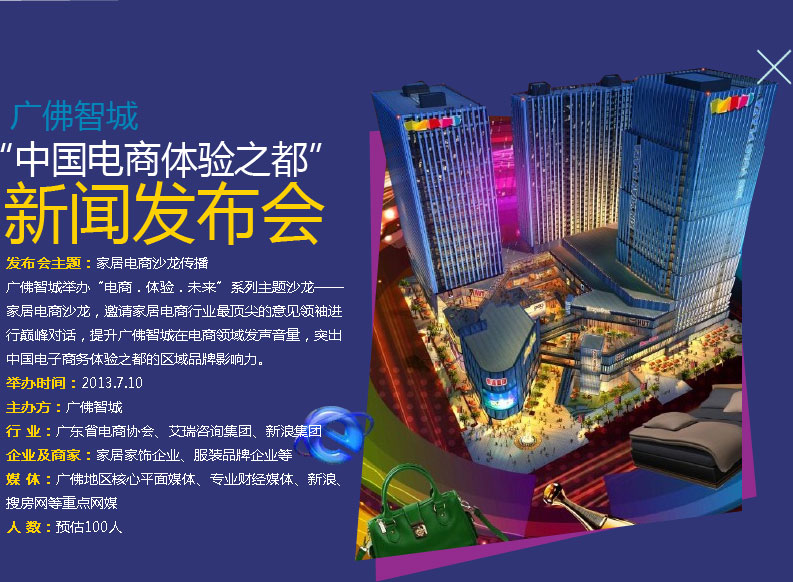 广佛智城
“中国电商体验之都”
新闻发布会
发布会主题：家居电商沙龙传播
广佛智城举办“电商．体验．未来”系列主题沙龙——
家居电商沙龙，邀请家居电商行业最顶尖的意见领袖进
行巅峰对话，提升广佛智城在电商领域发声音量，突出
中国电子商务体验之都的区域品牌影响力。
举办时间：2013.7.10
主办方：广佛智城
行 业：广东省电商协会、艾瑞咨询集团、新浪集团
企业及商家：家居家饰企业、服装品牌企业等
媒 体：广佛地区核心平面媒体、专业财经媒体、新浪、
搜房网等重点网媒
人 数：预估100人